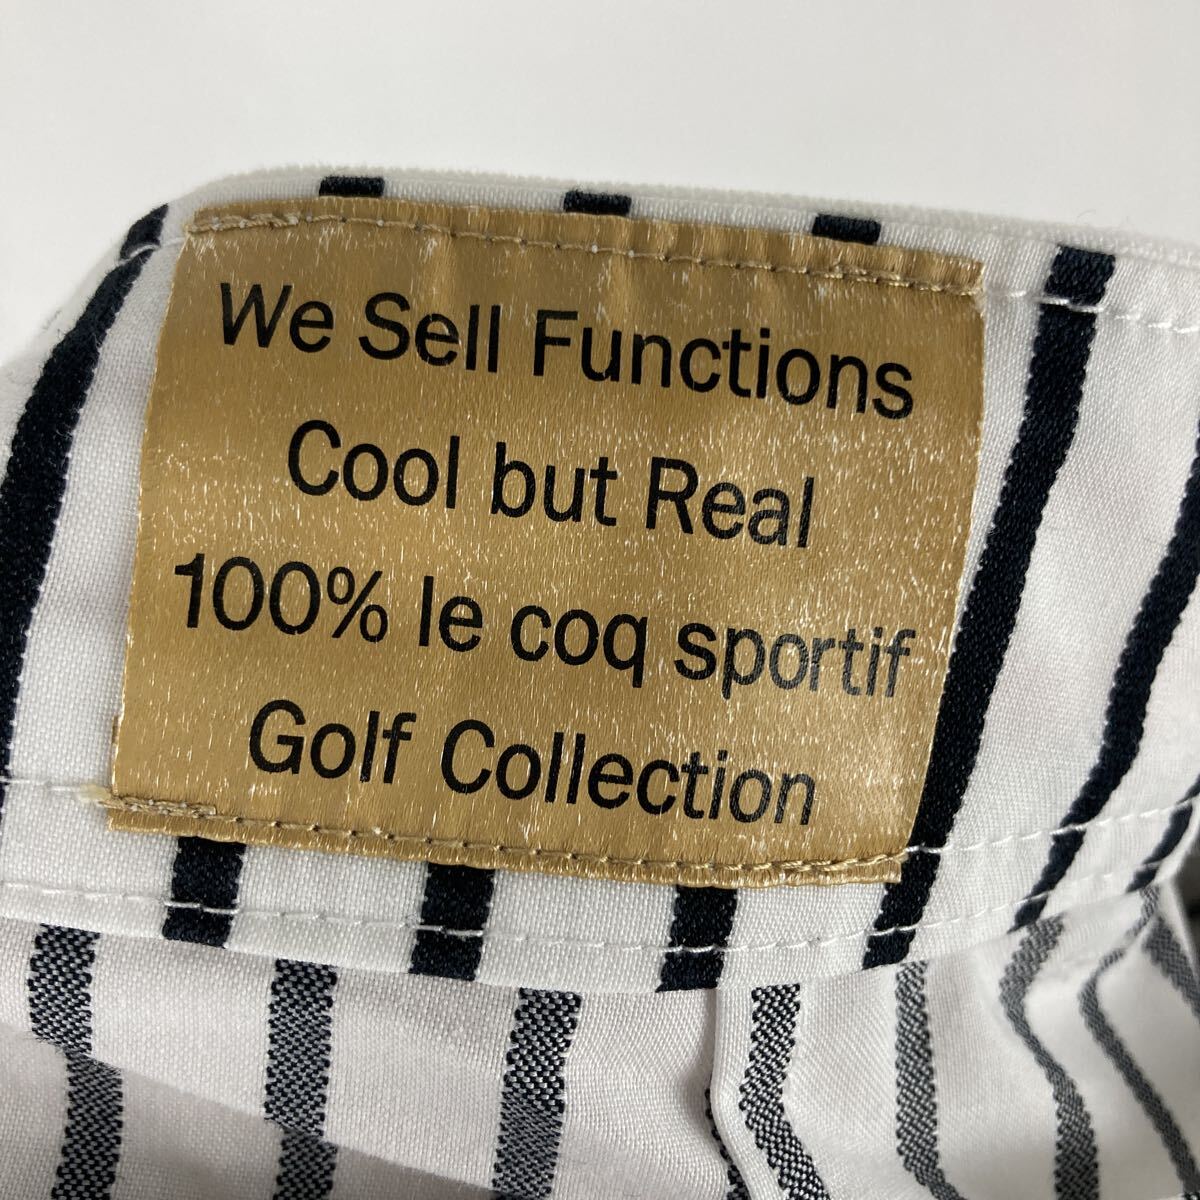 We Sell Functions
Cool but Real
100% le coq sportif
Golf Collection